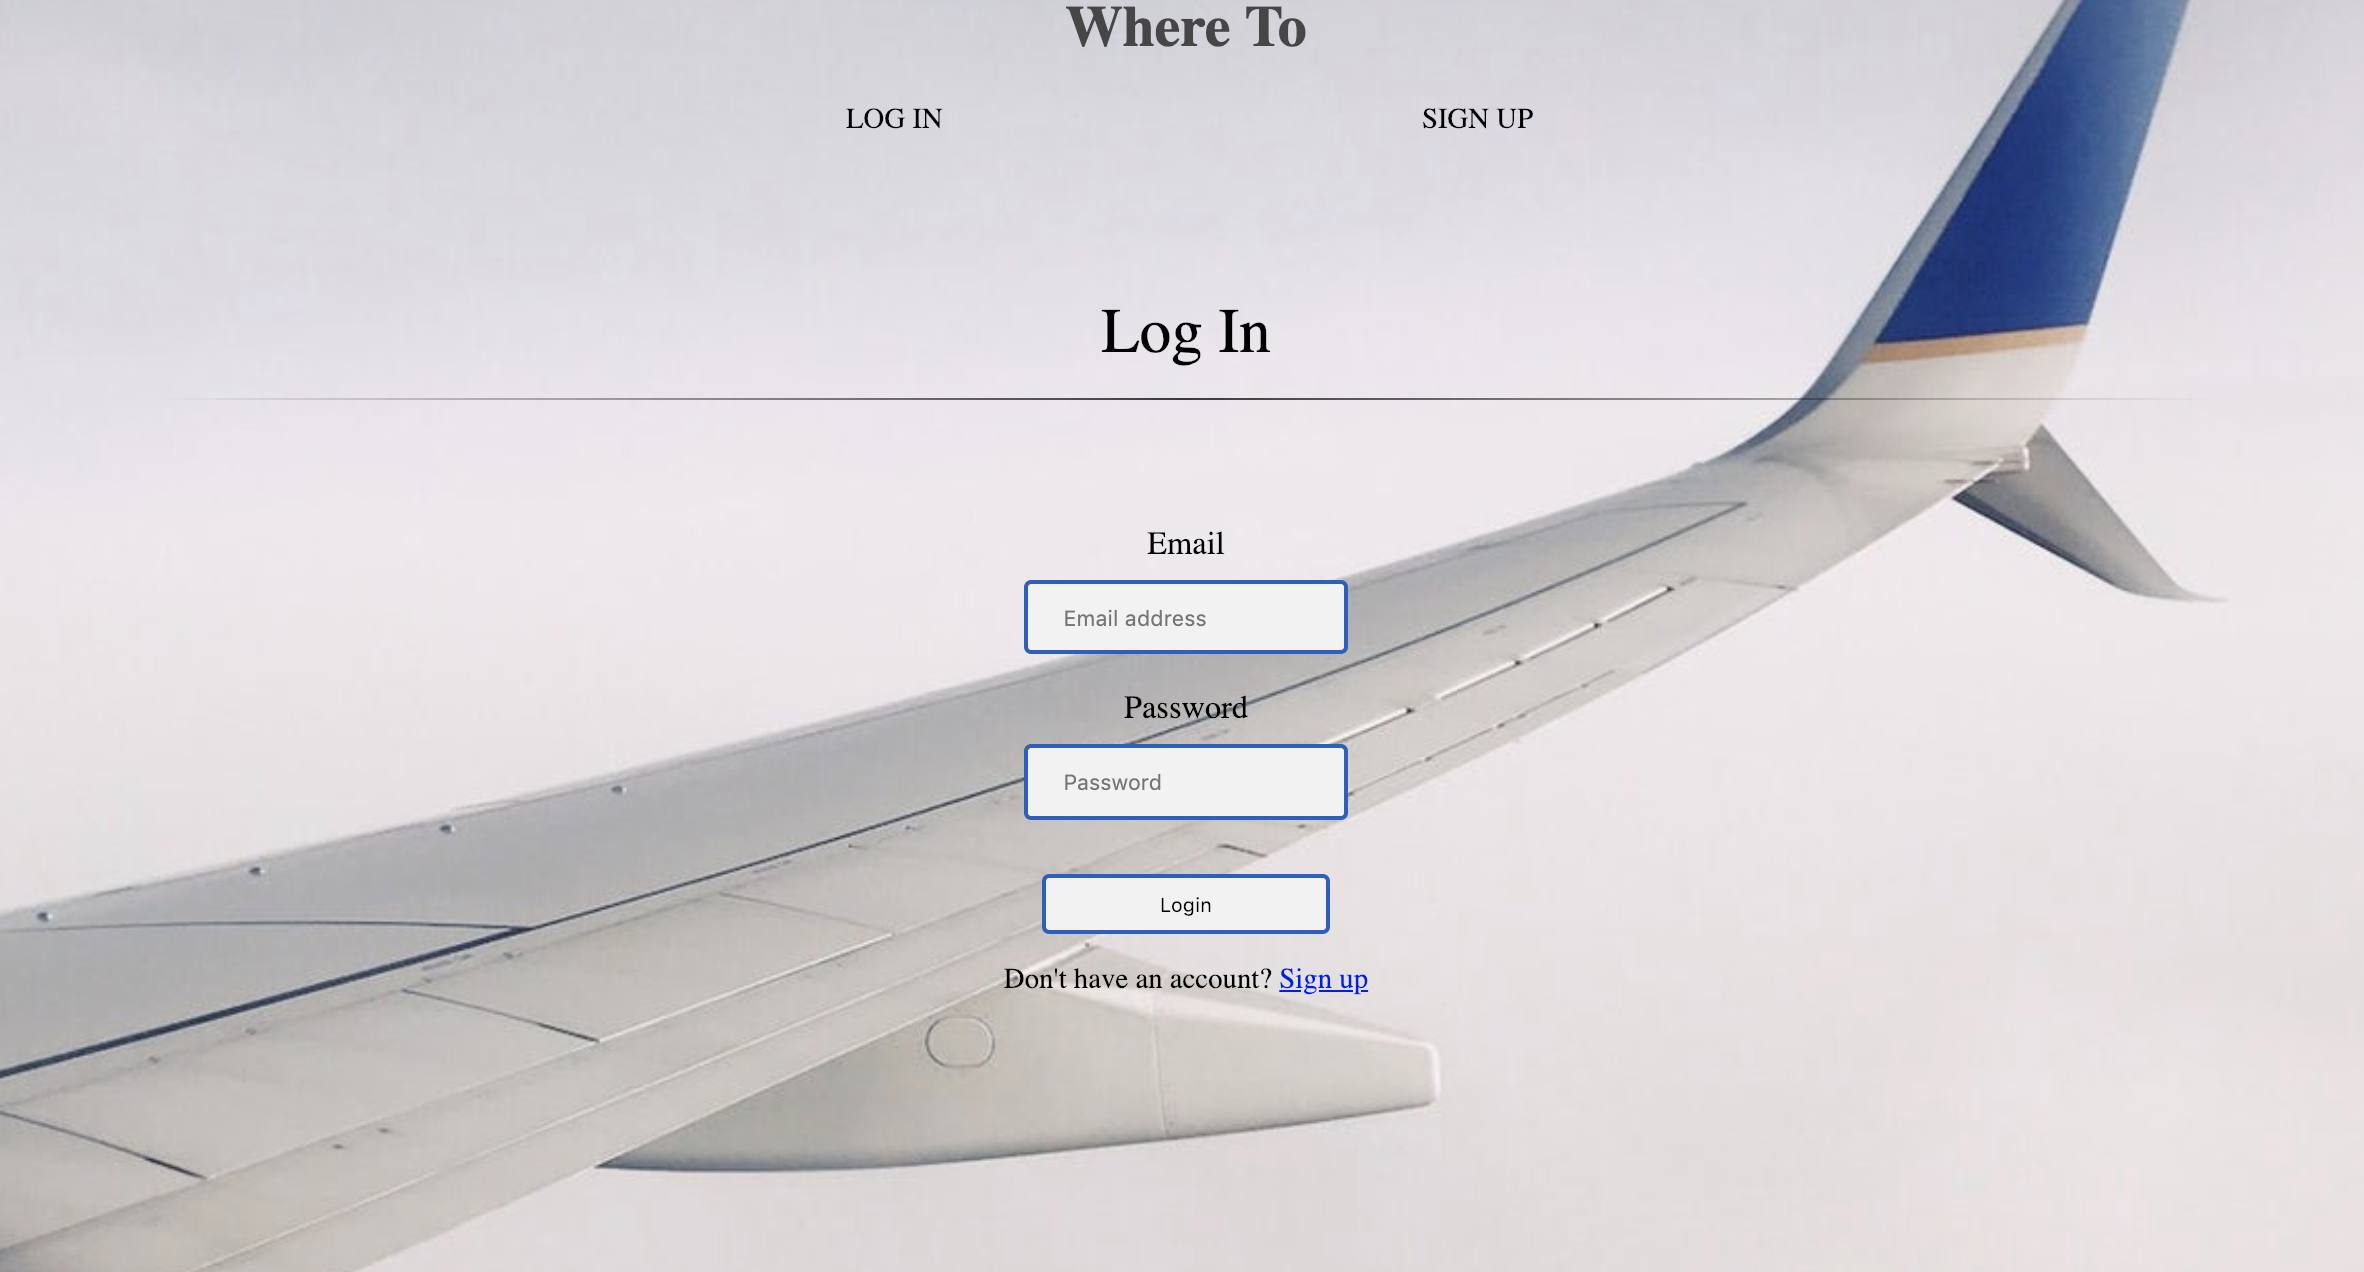 Where To
LOG IN SIGN UP
Log In
Email
Email address
Password
Password
Login
Don't have an account? Sign up